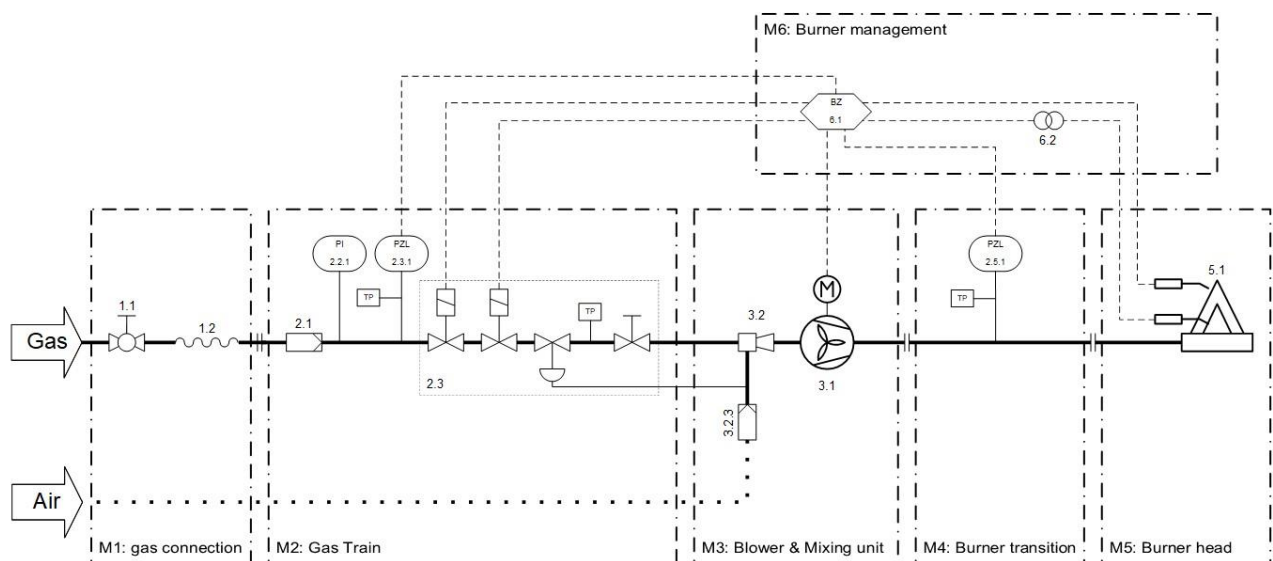 M6: Burner management
BZ
6.1
6.2
PI
2.2.1
PZL
2.3.1
TP
PZL
2.5.1
TP
5.1
1.1
1.2
2.1
TP
3.2
M
Gas
2.3
3.1
3.2.3
Air
M1: gas connection
M2: Gas Train
M3: Blower & Mixing unit
M4: Burner transition
M5: Burner head